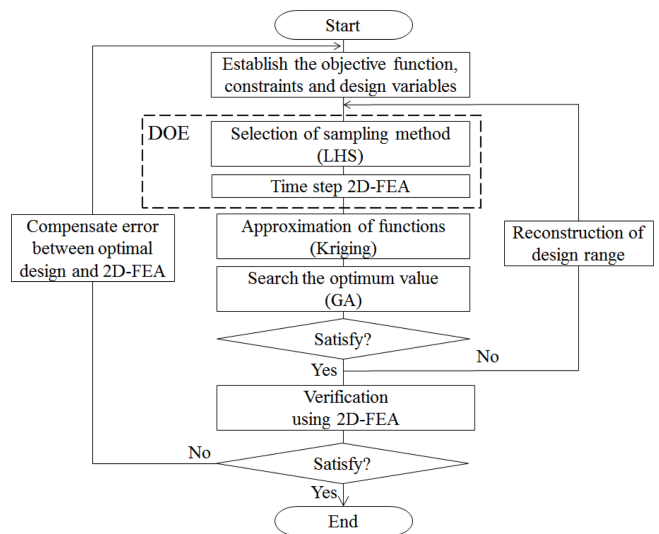 Start
Establish the objective function,
constraints and design variables
DOE
Selection of sampling method
(LHS)
Time step 2D-FEA
Compensate error
between optimal
design and 2D-FEA
Approximation of functions
(Kriging)
Reconstruction of
design range
Search the optimum value
(GA)
Satisfy?
No
Yes
Verification
using 2D-FEA
No
Satisfy?
Yes
End